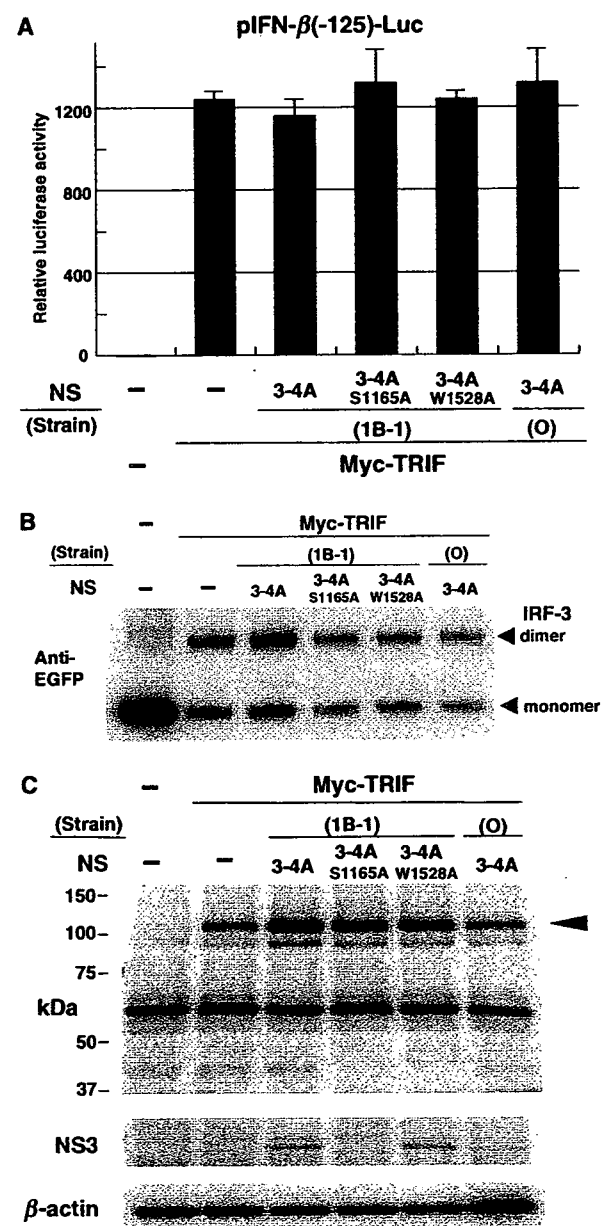 A
pIFN-β(-125)-Luc
Relative luciferase activity
1200
800
400
0
NS – – 3-4A 3-4A S1165A 3-4A W1528A 3-4A
(Strain) (1B-1) (O)
– Myc-TRIF
B
– Myc-TRIF
(Strain) (1B-1) (O)
NS – – 3-4A 3-4A S1165A 3-4A W1528A 3-4A
IRF-3
dimer
Anti-
EGFP
monomer
C
– Myc-TRIF
(Strain) (1B-1) (O)
NS – – 3-4A 3-4A S1165A 3-4A W1528A 3-4A
150–
100–
75–
kDa
50–
37–
NS3
β-actin